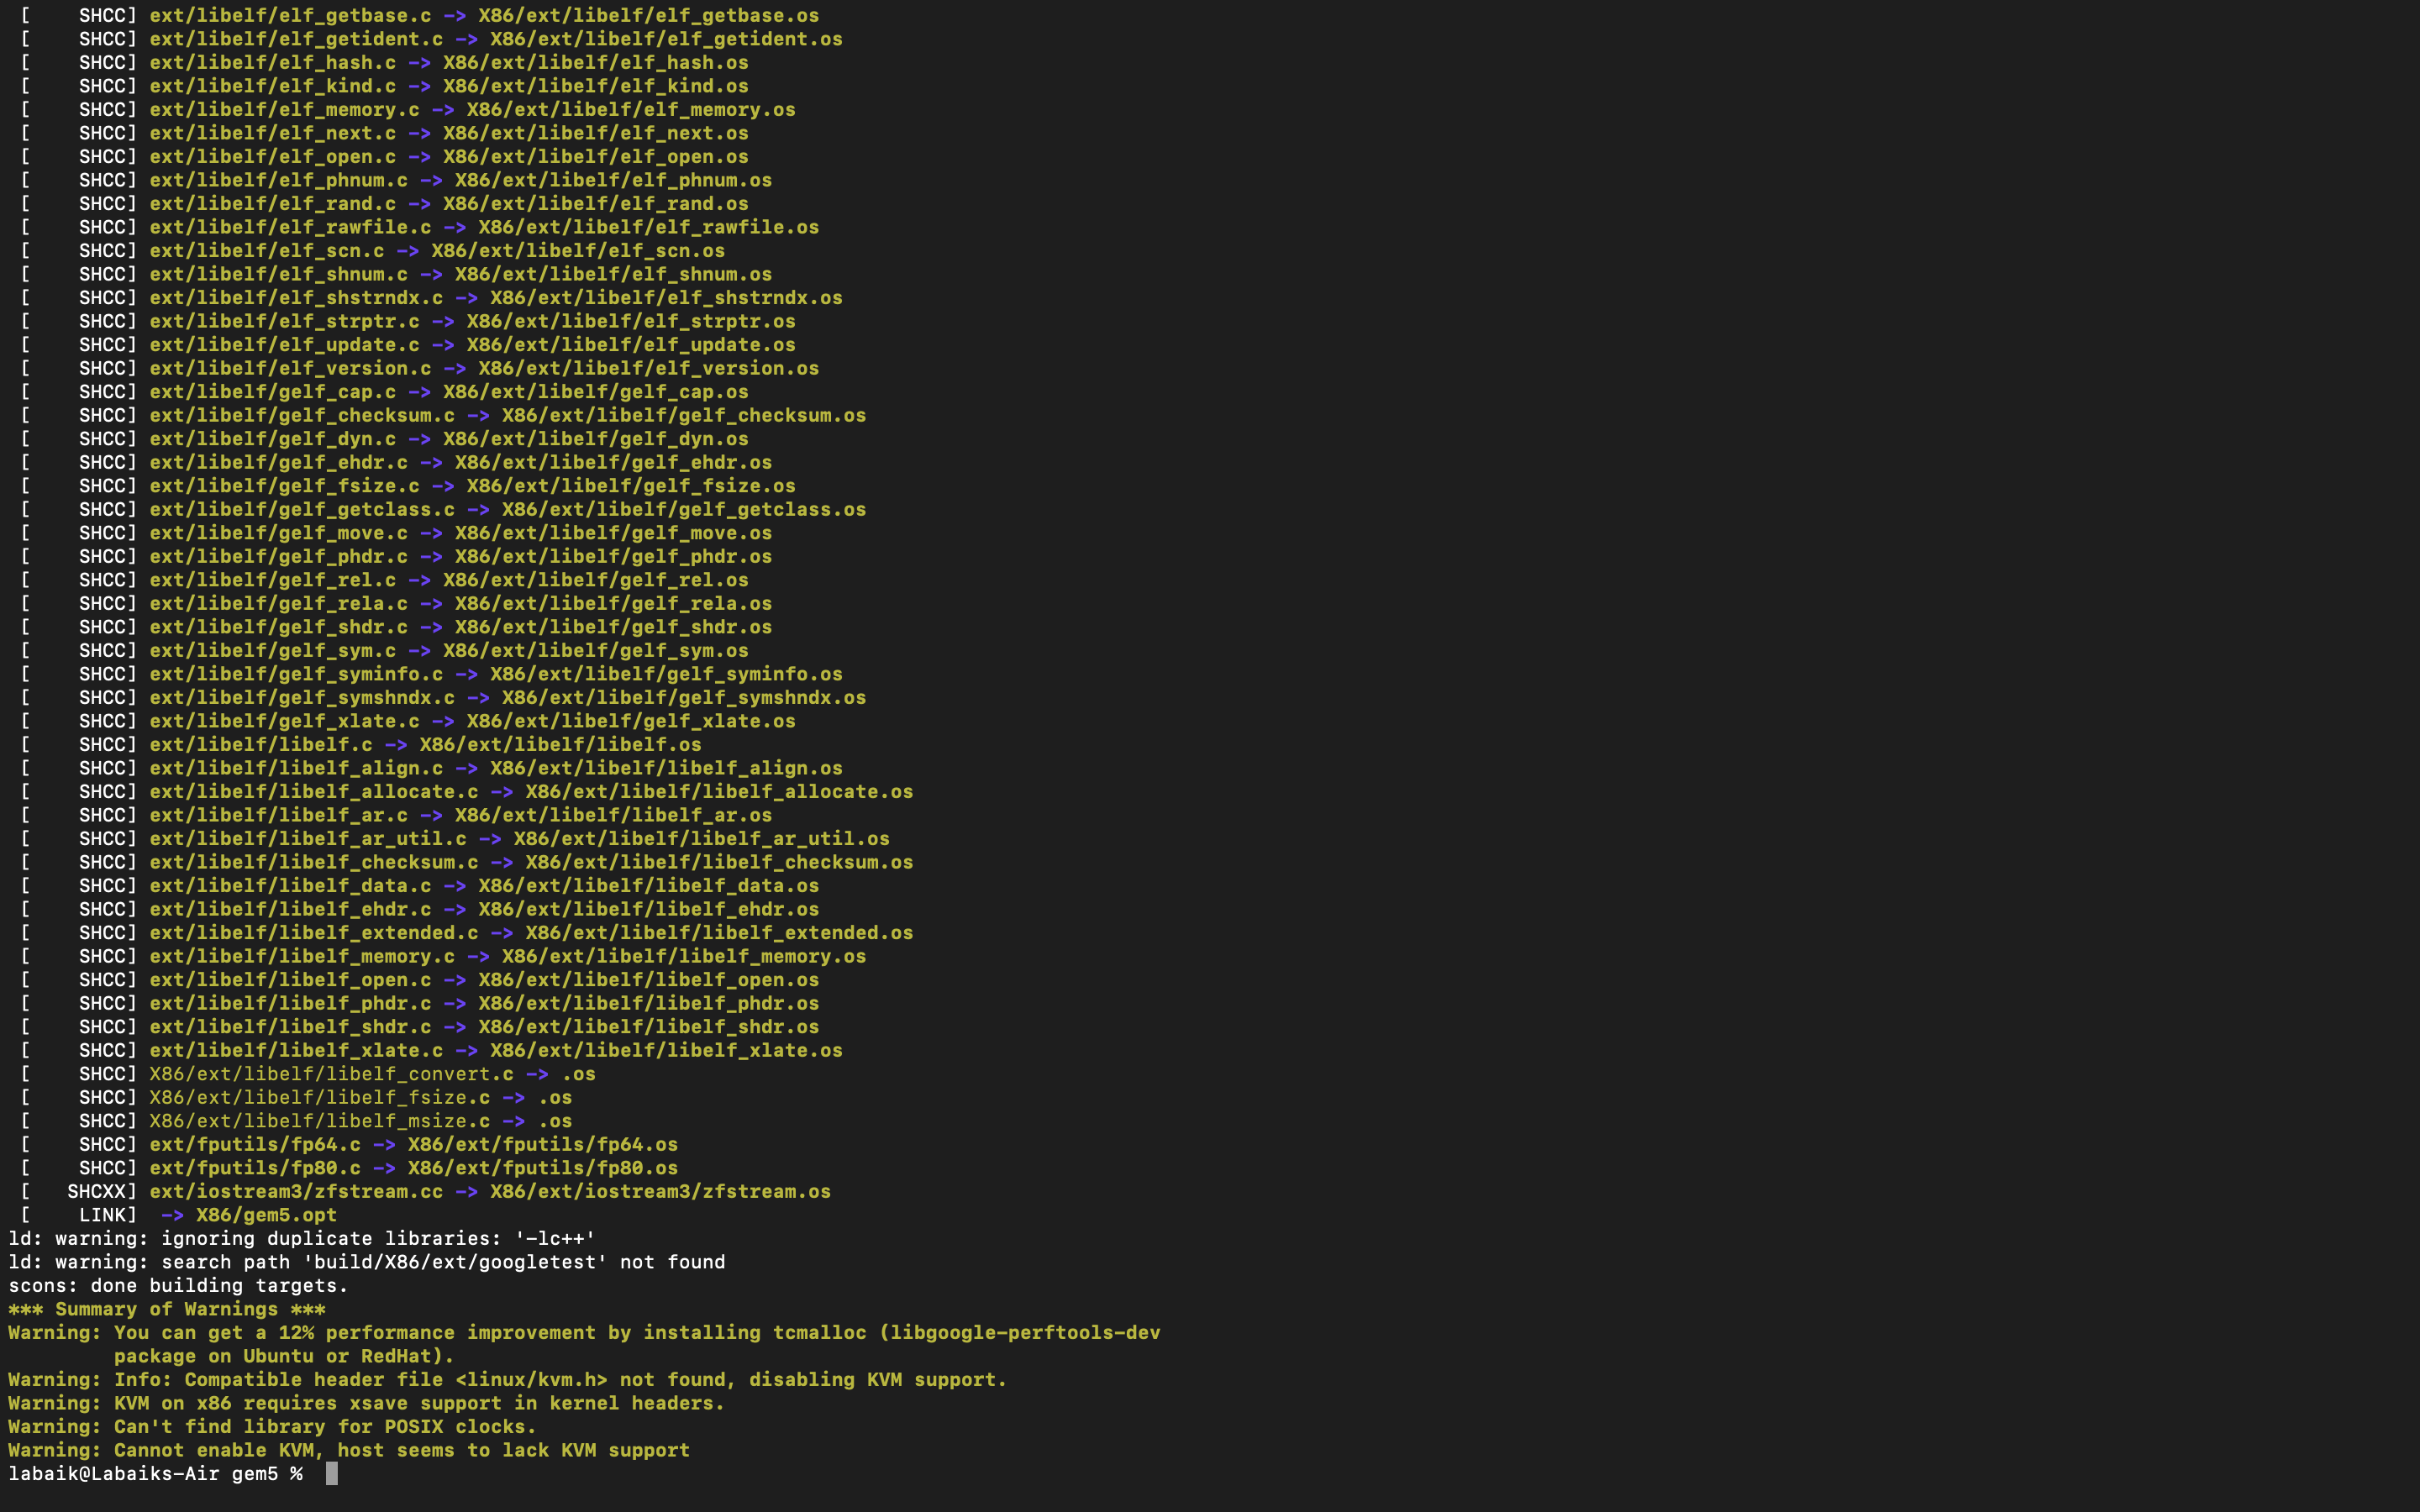 [    SHCC] ext/libelf/elf_getbase.c -> X86/ext/libelf/elf_getbase.os
[    SHCC] ext/libelf/elf_getident.c -> X86/ext/libelf/elf_getident.os
[    SHCC] ext/libelf/elf_hash.c -> X86/ext/libelf/elf_hash.os
[    SHCC] ext/libelf/elf_kind.c -> X86/ext/libelf/elf_kind.os
[    SHCC] ext/libelf/elf_memory.c -> X86/ext/libelf/elf_memory.os
[    SHCC] ext/libelf/elf_next.c -> X86/ext/libelf/elf_next.os
[    SHCC] ext/libelf/elf_open.c -> X86/ext/libelf/elf_open.os
[    SHCC] ext/libelf/elf_phnum.c -> X86/ext/libelf/elf_phnum.os
[    SHCC] ext/libelf/elf_rand.c -> X86/ext/libelf/elf_rand.os
[    SHCC] ext/libelf/elf_rawfile.c -> X86/ext/libelf/elf_rawfile.os
[    SHCC] ext/libelf/elf_scn.c -> X86/ext/libelf/elf_scn.os
[    SHCC] ext/libelf/elf_shnum.c -> X86/ext/libelf/elf_shnum.os
[    SHCC] ext/libelf/elf_shstrndx.c -> X86/ext/libelf/elf_shstrndx.os
[    SHCC] ext/libelf/elf_strptr.c -> X86/ext/libelf/elf_strptr.os
[    SHCC] ext/libelf/elf_update.c -> X86/ext/libelf/elf_update.os
[    SHCC] ext/libelf/elf_version.c -> X86/ext/libelf/elf_version.os
[    SHCC] ext/libelf/gelf_cap.c -> X86/ext/libelf/gelf_cap.os
[    SHCC] ext/libelf/gelf_checksum.c -> X86/ext/libelf/gelf_checksum.os
[    SHCC] ext/libelf/gelf_dyn.c -> X86/ext/libelf/gelf_dyn.os
[    SHCC] ext/libelf/gelf_ehdr.c -> X86/ext/libelf/gelf_ehdr.os
[    SHCC] ext/libelf/gelf_fsize.c -> X86/ext/libelf/gelf_fsize.os
[    SHCC] ext/libelf/gelf_getclass.c -> X86/ext/libelf/gelf_getclass.os
[    SHCC] ext/libelf/gelf_move.c -> X86/ext/libelf/gelf_move.os
[    SHCC] ext/libelf/gelf_phdr.c -> X86/ext/libelf/gelf_phdr.os
[    SHCC] ext/libelf/gelf_rel.c -> X86/ext/libelf/gelf_rel.os
[    SHCC] ext/libelf/gelf_rela.c -> X86/ext/libelf/gelf_rela.os
[    SHCC] ext/libelf/gelf_shdr.c -> X86/ext/libelf/gelf_shdr.os
[    SHCC] ext/libelf/gelf_sym.c -> X86/ext/libelf/gelf_sym.os
[    SHCC] ext/libelf/gelf_syminfo.c -> X86/ext/libelf/gelf_syminfo.os
[    SHCC] ext/libelf/gelf_symshndx.c -> X86/ext/libelf/gelf_symshndx.os
[    SHCC] ext/libelf/gelf_xlate.c -> X86/ext/libelf/gelf_xlate.os
[    SHCC] ext/libelf/libelf.c -> X86/ext/libelf/libelf.os
[    SHCC] ext/libelf/libelf_align.c -> X86/ext/libelf/libelf_align.os
[    SHCC] ext/libelf/libelf_allocate.c -> X86/ext/libelf/libelf_allocate.os
[    SHCC] ext/libelf/libelf_ar.c -> X86/ext/libelf/libelf_ar.os
[    SHCC] ext/libelf/libelf_ar_util.c -> X86/ext/libelf/libelf_ar_util.os
[    SHCC] ext/libelf/libelf_checksum.c -> X86/ext/libelf/libelf_checksum.os
[    SHCC] ext/libelf/libelf_data.c -> X86/ext/libelf/libelf_data.os
[    SHCC] ext/libelf/libelf_ehdr.c -> X86/ext/libelf/libelf_ehdr.os
[    SHCC] ext/libelf/libelf_extended.c -> X86/ext/libelf/libelf_extended.os
[    SHCC] ext/libelf/libelf_memory.c -> X86/ext/libelf/libelf_memory.os
[    SHCC] ext/libelf/libelf_open.c -> X86/ext/libelf/libelf_open.os
[    SHCC] ext/libelf/libelf_phdr.c -> X86/ext/libelf/libelf_phdr.os
[    SHCC] ext/libelf/libelf_shdr.c -> X86/ext/libelf/libelf_shdr.os
[    SHCC] ext/libelf/libelf_xlate.c -> X86/ext/libelf/libelf_xlate.os
[    SHCC] X86/ext/libelf/libelf_convert.c -> .os
[    SHCC] X86/ext/libelf/libelf_fsize.c -> .os
[    SHCC] X86/ext/libelf/libelf_msize.c -> .os
[    SHCC] ext/fputils/fp64.c -> X86/ext/fputils/fp64.os
[    SHCC] ext/fputils/fp80.c -> X86/ext/fputils/fp80.os
[   SHCXX] ext/iostream3/zfstream.cc -> X86/ext/iostream3/zfstream.os
[    LINK]  -> X86/gem5.opt
ld: warning: ignoring duplicate libraries: '-lc++'
ld: warning: search path 'build/X86/ext/googletest' not found
scons: done building targets.
*** Summary of Warnings ***
Warning: You can get a 12% performance improvement by installing tcmalloc (libgoogle-perftools-dev
package on Ubuntu or RedHat).
Warning: Info: Compatible header file <linux/kvm.h> not found, disabling KVM support.
Warning: KVM on x86 requires xsave support in kernel headers.
Warning: Can't find library for POSIX clocks.
Warning: Cannot enable KVM, host seems to lack KVM support
labaik@Labaiks-Air gem5 %